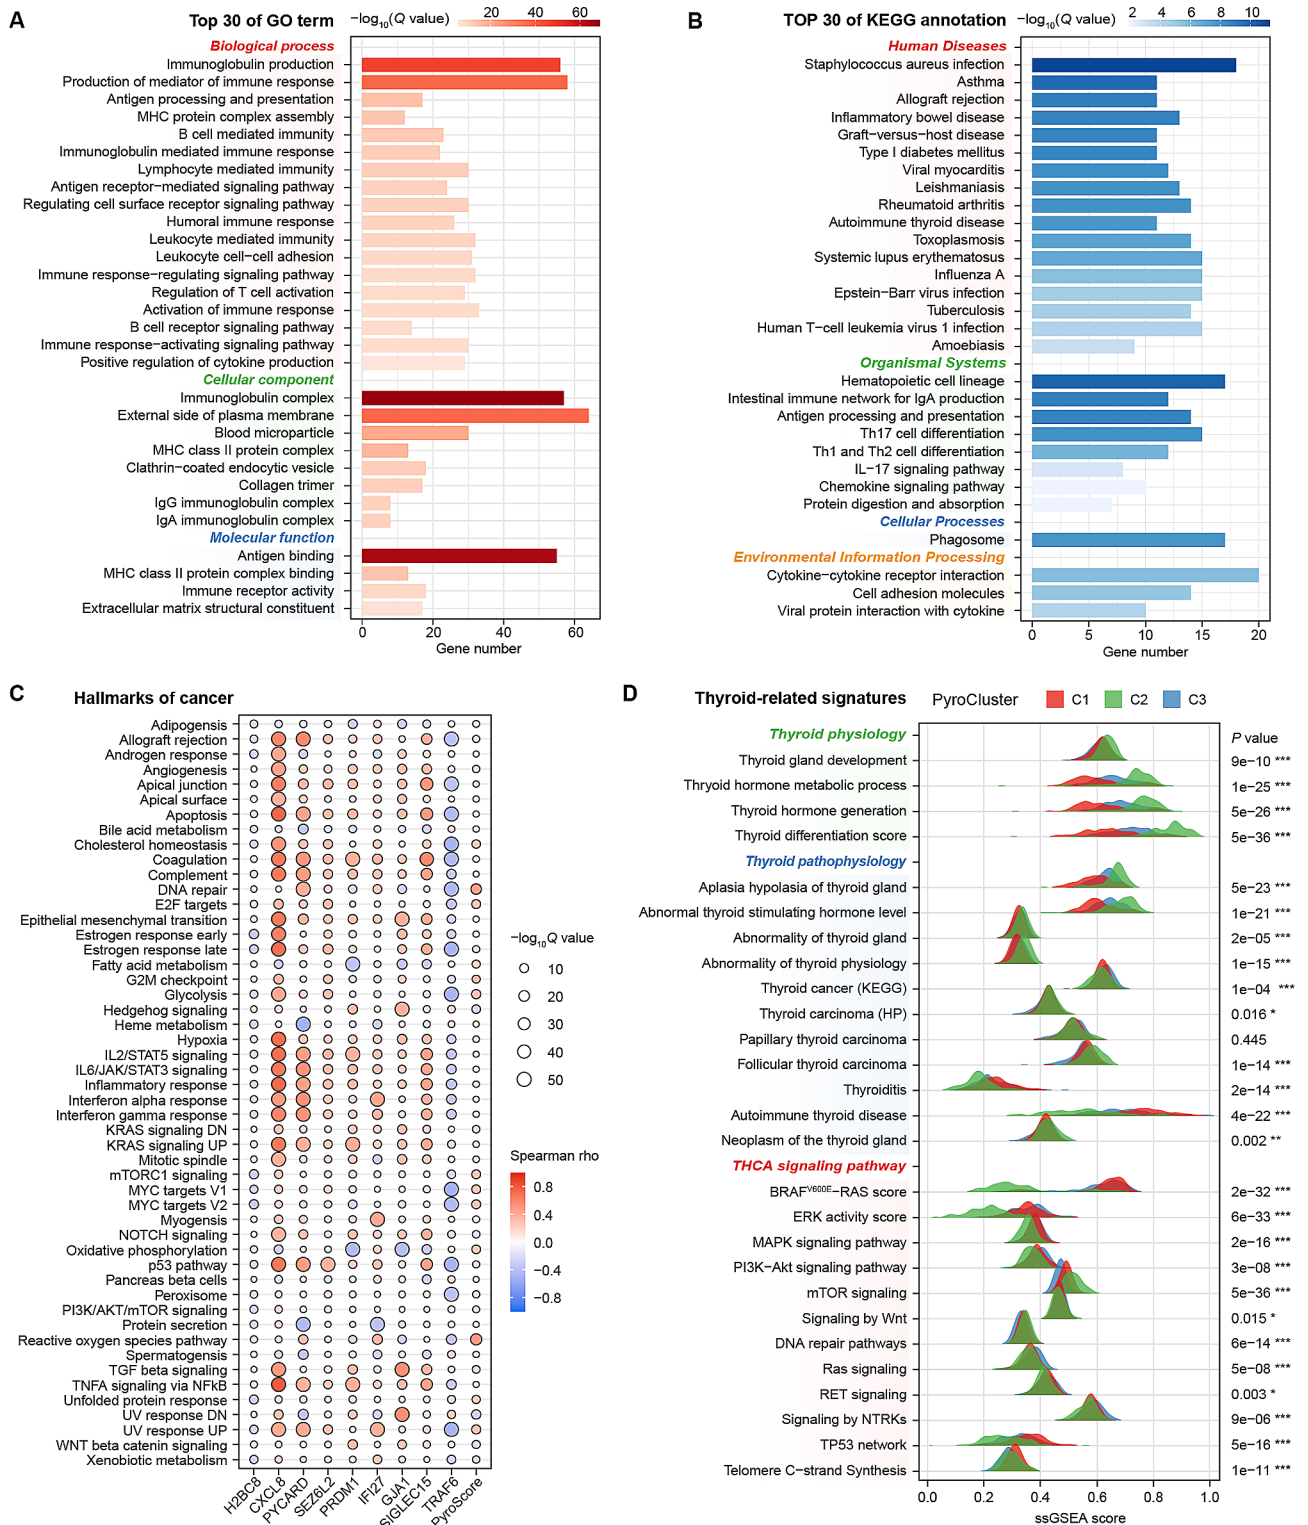 A
Top 30 of GO term
−log10(Q value)
20 40 60
Biological process
Immunoglobulin production
Production of mediator of immune response
Antigen processing and presentation
MHC protein complex assembly
B cell mediated immunity
Immunoglobulin mediated immune response
Lymphocyte mediated immunity
Antigen receptor−mediated signaling pathway
Regulating cell surface receptor signaling pathway
Humoral immune response
Leukocyte mediated immunity
Leukocyte cell−cell adhesion
Immune response−regulating signaling pathway
Regulation of T cell activation
Activation of immune response
B cell receptor signaling pathway
Immune response−activating signaling pathway
Positive regulation of cytokine production
Cellular component
Immunoglobulin complex
External side of plasma membrane
Blood microparticle
MHC class II protein complex
Clathrin−coated endocytic vesicle
Collagen trimer
IgG immunoglobulin complex
IgA immunoglobulin complex
Molecular function
Antigen binding
MHC class II protein complex binding
Immune receptor activity
Extracellular matrix structural constituent
0 20 40 60
Gene number
B
TOP 30 of KEGG annotation
−log10(Q value)
2 4 6 8 10
Human Diseases
Staphylococcus aureus infection
Asthma
Allograft rejection
Inflammatory bowel disease
Graft−versus−host disease
Type I diabetes mellitus
Viral myocarditis
Leishmaniasis
Rheumatoid arthritis
Autoimmune thyroid disease
Toxoplasmosis
Systemic lupus erythematosus
Influenza A
Epstein−Barr virus infection
Tuberculosis
Human T−cell leukemia virus 1 infection
Amoebiasis
Organismal Systems
Hematopoietic cell lineage
Intestinal immune network for IgA production
Antigen processing and presentation
Th17 cell differentiation
Th1 and Th2 cell differentiation
IL−17 signaling pathway
Chemokine signaling pathway
Protein digestion and absorption
Cellular Processes
Phagosome
Environmental Information Processing
Cytokine−cytokine receptor interaction
Cell adhesion molecules
Viral protein interaction with cytokine
0 5 10 15 20
Gene number
C
Hallmarks of cancer
Adipogensis
Allograft rejection
Androgen response
Angiogenesis
Apical junction
Apical surface
Apoptosis
Bile acid metabolism
Cholesterol homeostasis
Coagulation
Complement
DNA repair
E2F targets
Epithelial mesenchymal transition
Estrogen response early
Estrogen response late
Fatty acid metabolism
G2M checkpoint
Glycolysis
Hedgehog signaling
Heme metabolism
Hypoxia
IL2/STAT5 signaling
IL6/JAK/STAT3 signaling
Inflammatory response
Interferon alpha response
Interferon gamma response
KRAS signaling DN
KRAS signaling UP
Mitotic spindle
mTORC1 signaling
MYC targets V1
MYC targets V2
Myogenesis
NOTCH signaling
Oxidative phosphorylation
p53 pathway
Pancreas beta cells
Peroxisome
PI3K/AKT/mTOR signaling
Protein secretion
Reactive oxygen species pathway
Spermatogensis
TGF beta signaling
TNFA signaling via NFkB
Unfolded protein response
UV response DN
UV response UP
WNT beta catenin signaling
Xenobiotic metabolism
H2BC8 CXCL8 PYCARD SEZ6L2 PRDM1 IFI27 GJA1 SIGLEC15 TRAF6 PyroScore
−log10Q value
10
20
30
40
50
Spearman rho
0.8
0.4
0.0
−0.4
−0.8
D
Thyroid-related signatures
PyroCluster C1 C2 C3
P value
Thyroid physiology
Thyroid gland development 9e−10 ***
Thryoid hormone metabolic process 1e−25 ***
Thyroid hormone generation 5e−26 ***
Thyroid differentiation score 5e−36 ***
Thyroid pathophysiology
Aplasia hypolasia of thyroid gland 5e−23 ***
Abnormal thyroid stimulating hormone level 1e−21 ***
Abnormality of thyroid gland 2e−05 ***
Abnormality of thyroid physiology 1e−15 ***
Thyroid cancer (KEGG) 1e−04 ***
Thyroid carcinoma (HP) 0.016 *
Papillary thyroid carcinoma 0.445
Follicular thyroid carcinoma 1e−14 ***
Thyroiditis 2e−14 ***
Autoimmune thyroid disease 4e−22 ***
Neoplasm of the thyroid gland 0.002 **
THCA signaling pathway
BRAFV600E−RAS score 2e−32 ***
ERK activity score 6e−33 ***
MAPK signaling pathway 2e−16 ***
PI3K−Akt signaling pathway 3e−08 ***
mTOR signaling 5e−36 ***
Signaling by Wnt 0.015 *
DNA repair pathways 6e−14 ***
Ras signaling 5e−08 ***
RET signaling 0.003 *
Signaling by NTRKs 9e−06 ***
TP53 network 5e−16 ***
Telomere C−strand Synthesis 1e−11 ***
0.0 0.2 0.4 0.6 0.8 1.0
ssGSEA score